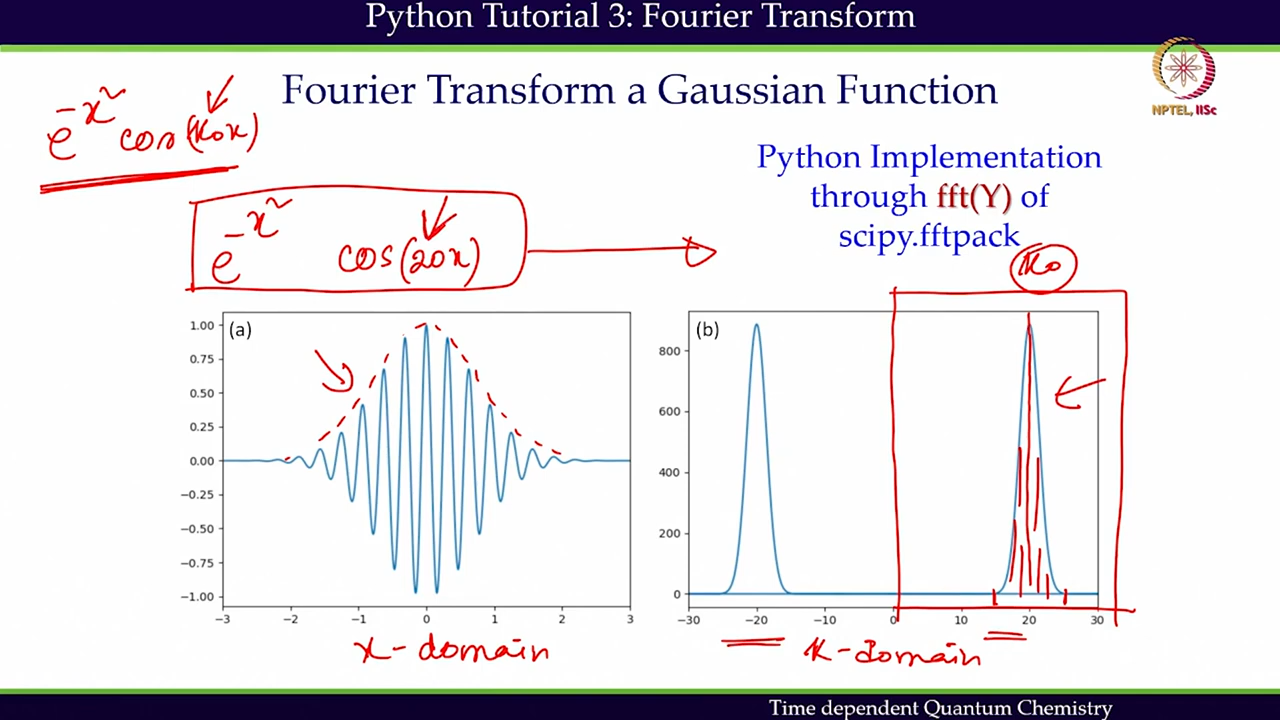 Python Tutorial 3: Fourier Transform
Fourier Transform a Gaussian Function
NPTEL, IISc
e^{-x^2} cos(k0x)
e^{-x^2} cos(20x)
Python Implementation
through fft(Y) of
scipy.fftpack
k0
(a)
1.00
0.75
0.50
0.25
0.00
−0.25
−0.50
−0.75
−1.00
−3 −2 −1 0 1 2 3
x-domain
(b)
800
600
400
200
0
−30 −20 −10 0 10 20 30
k-domain
Time dependent Quantum Chemistry